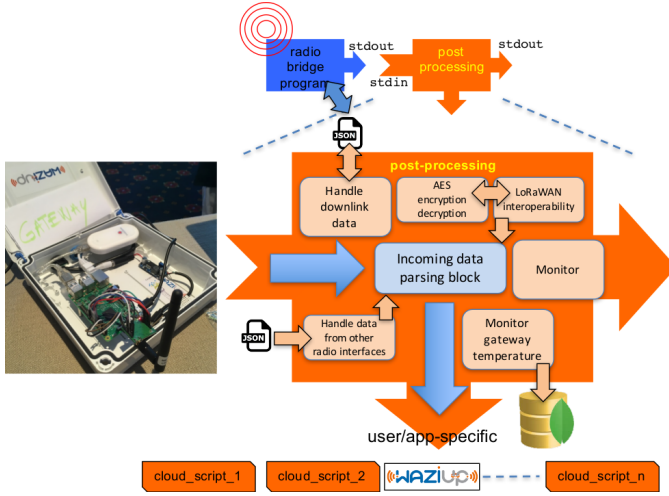 radio
bridge
program
stdout
stdin
post
processing
stdout
JSON
post-processing
Handle
downlink
data
AES
encryption
decryption
LoRaWAN
interoperability
Incoming data
parsing block
Monitor
JSON
Handle data
from other
radio interfaces
Monitor
gateway
temperature
user/app-specific
WAZIUP
GATEWAY
cloud_script_1
cloud_script_2
WAZIUP
cloud_script_n